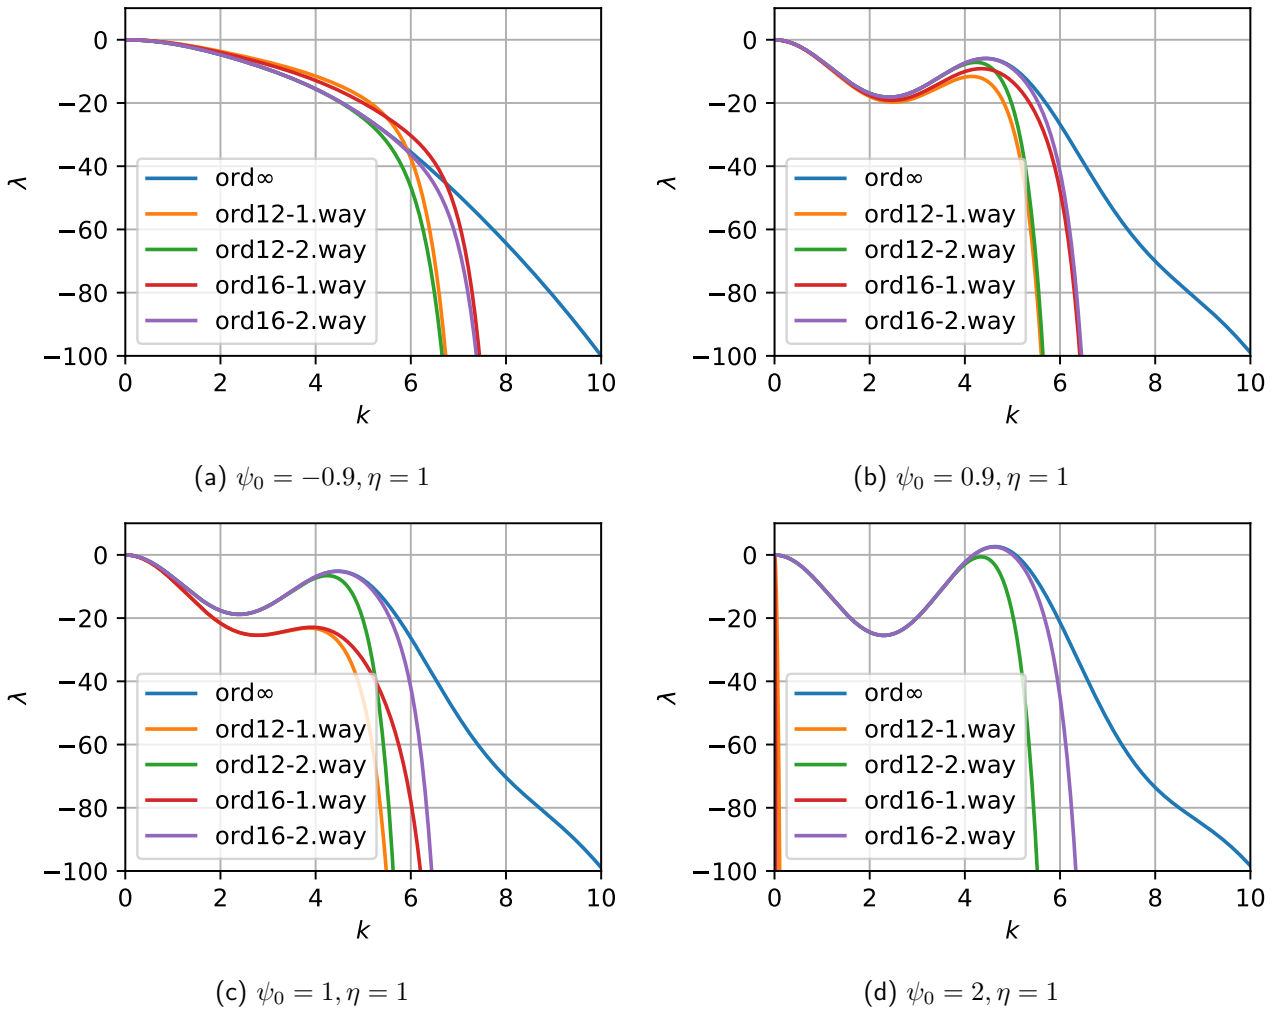 0
−20
−40
−60
−80
−100
λ
ord∞
ord12-1.way
ord12-2.way
ord16-1.way
ord16-2.way
0 2 4 6 8 10
k
(a) ψ₀ = −0.9, η = 1
0
−20
−40
−60
−80
−100
λ
ord∞
ord12-1.way
ord12-2.way
ord16-1.way
ord16-2.way
0 2 4 6 8 10
k
(b) ψ₀ = 0.9, η = 1
0
−20
−40
−60
−80
−100
λ
ord∞
ord12-1.way
ord12-2.way
ord16-1.way
ord16-2.way
0 2 4 6 8 10
k
(c) ψ₀ = 1, η = 1
0
−20
−40
−60
−80
−100
λ
ord∞
ord12-1.way
ord12-2.way
ord16-1.way
ord16-2.way
0 2 4 6 8 10
k
(d) ψ₀ = 2, η = 1